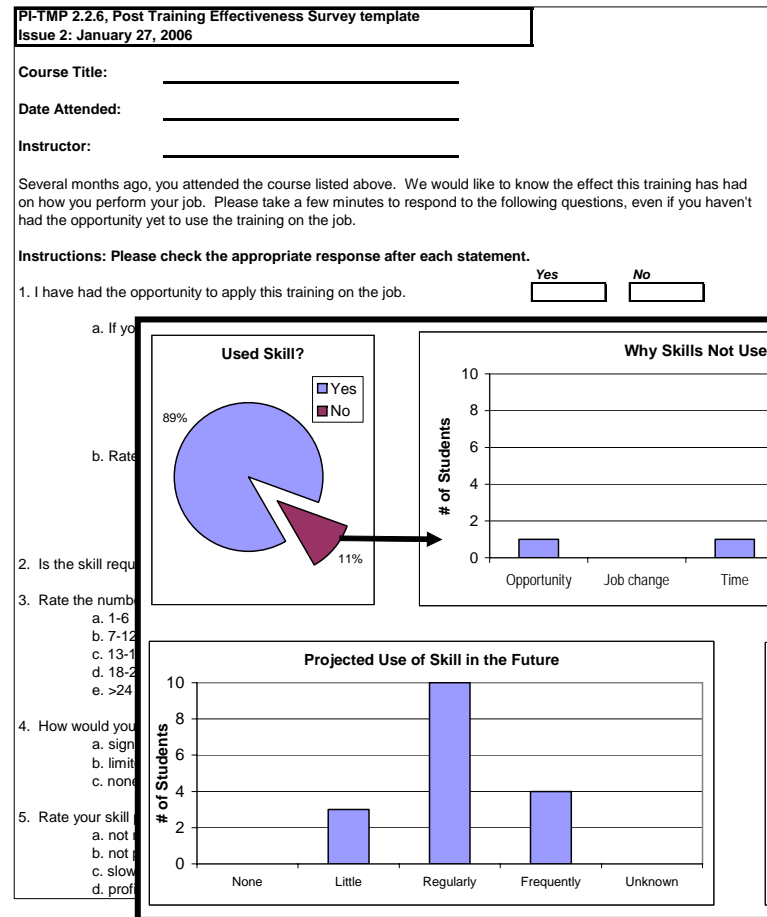 PI-TMP 2.2.6, Post Training Effectiveness Survey template
Issue 2: January 27, 2006
Course Title:
Date Attended:
Instructor:
Several months ago, you attended the course listed above. We would like to know the effect this training has had
on how you perform your job. Please take a few minutes to respond to the following questions, even if you haven't
had the opportunity yet to use the training on the job.
Instructions: Please check the appropriate response after each statement.
Yes No
1. I have had the opportunity to apply this training on the job.
a. If yo
b. Rate
2. Is the skill requ
3. Rate the numbe
a. 1-6
b. 7-12
c. 13-1
d. 18-2
e. >24
4. How would you
a. sign
b. limit
c. none
5. Rate your skill
a. not
b. not
c. slow
d. profi
Used Skill?
Yes
No
89%
11%
Why Skills Not Use
# of Students
10
8
6
4
2
0
Opportunity Job change Time
Projected Use of Skill in the Future
# of Students
10
8
6
4
2
0
None Little Regularly Frequently Unknown